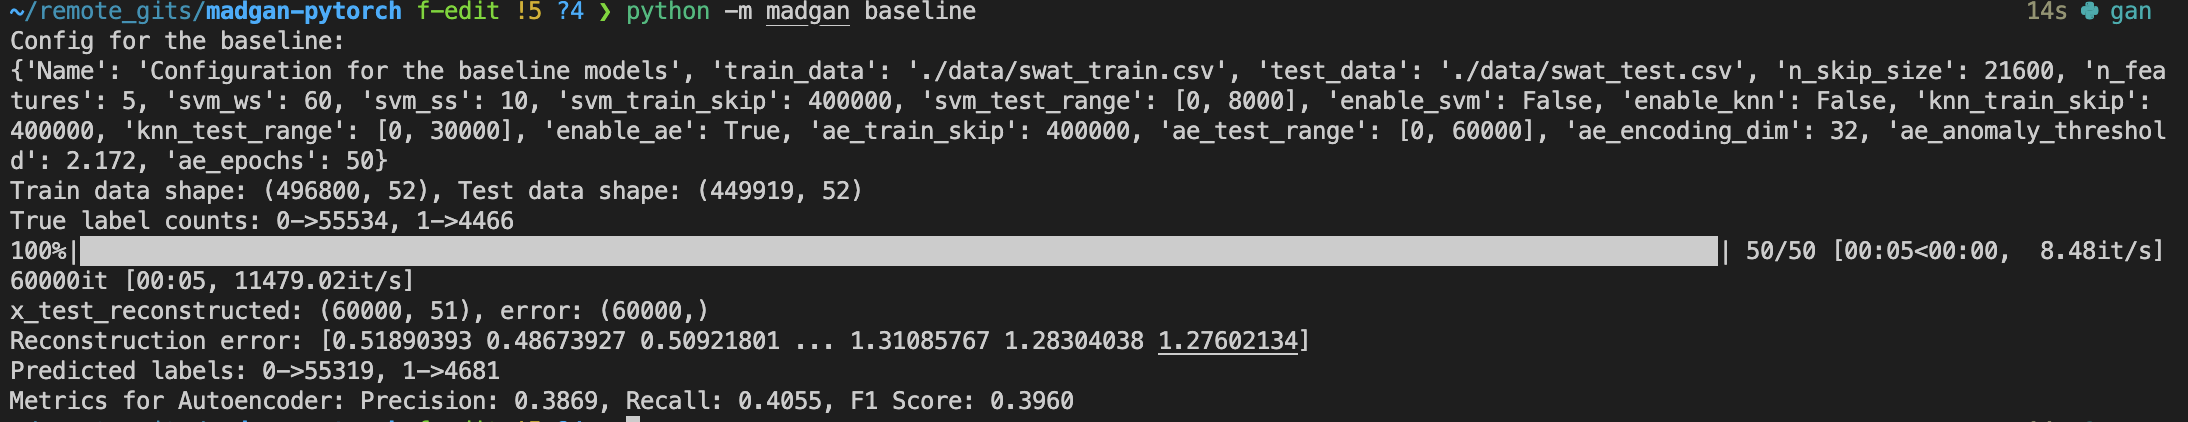 ~/remote_gits/madgan-pytorch f-edit !5 ?4 ❯ python -m madgan baseline 14s gan
Config for the baseline:
{'Name': 'Configuration for the baseline models', 'train_data': './data/swat_train.csv', 'test_data': './data/swat_test.csv', 'n_skip_size': 21600, 'n_fea
tures': 5, 'svm_ws': 60, 'svm_ss': 10, 'svm_train_skip': 400000, 'svm_test_range': [0, 8000], 'enable_svm': False, 'enable_knn': False, 'knn_train_skip':
400000, 'knn_test_range': [0, 30000], 'enable_ae': True, 'ae_train_skip': 400000, 'ae_test_range': [0, 60000], 'ae_encoding_dim': 32, 'ae_anomaly_threshol
d': 2.172, 'ae_epochs': 50}
Train data shape: (496800, 52), Test data shape: (449919, 52)
True label counts: 0->55534, 1->4466
100%| | 50/50 [00:05<00:00, 8.48it/s]
60000it [00:05, 11479.02it/s]
x_test_reconstructed: (60000, 51), error: (60000,)
Reconstruction error: [0.51890393 0.48673927 0.50921801 ... 1.31085767 1.28304038 1.27602134]
Predicted labels: 0->55319, 1->4681
Metrics for Autoencoder: Precision: 0.3869, Recall: 0.4055, F1 Score: 0.3960